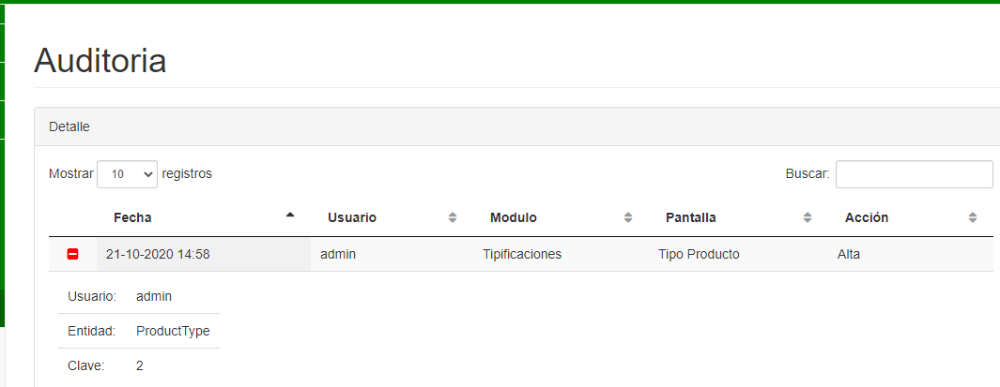 Auditoria
Detalle
Mostrar 10 registros Buscar:
Fecha Usuario Modulo Pantalla Acción
21-10-2020 14:58 admin Tipificaciones Tipo Producto Alta
Usuario: admin
Entidad: ProductType
Clave: 2